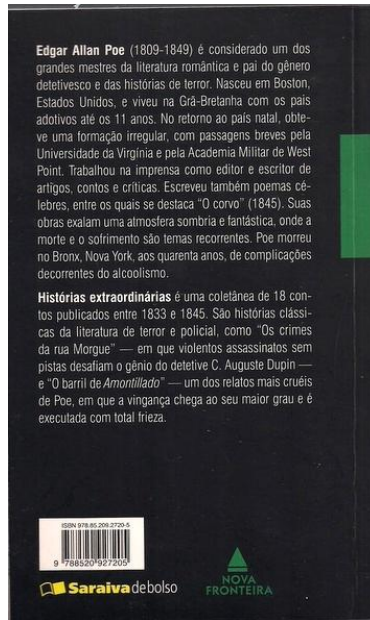 Edgar Allan Poe (1809-1849) é considerado um dos
grandes mestres da literatura romântica e pai do gênero
detetivesco e das histórias de terror. Nasceu em Boston,
Estados Unidos, e viveu na Grã-Bretanha com os pais
adotivos até os 11 anos. No retorno ao país natal, obte-
ve uma formação irregular, com passagens breves pela
Universidade da Virgínia e pela Academia Militar de West
Point. Trabalhou na imprensa como editor e escritor de
artigos, contos e críticas. Escreveu também poemas cé-
lebres, entre os quais se destaca “O corvo” (1845). Suas
obras exalam uma atmosfera sombria e fantástica, onde a
morte e o sofrimento são temas recorrentes. Poe morreu
no Bronx, Nova York, aos quarenta anos, de complicações
decorrentes do alcoolismo.
Histórias extraordinárias é uma coletânea de 18 con-
tos publicados entre 1833 e 1845. São histórias clássi-
cas da literatura de terror e policial, como “Os crimes
da rua Morgue” — em que violentos assassinatos sem
pistas desafiam o gênio do detetive C. Auguste Dupin —
e “O barril de Amontillado” — um dos relatos mais cruéis
de Poe, em que a vingança chega ao seu maior grau e é
executada com total frieza.
ISBN 978.85.209.2720-5
9 788520 927205
Saraiva debolso
NOVA
FRONTEIRA